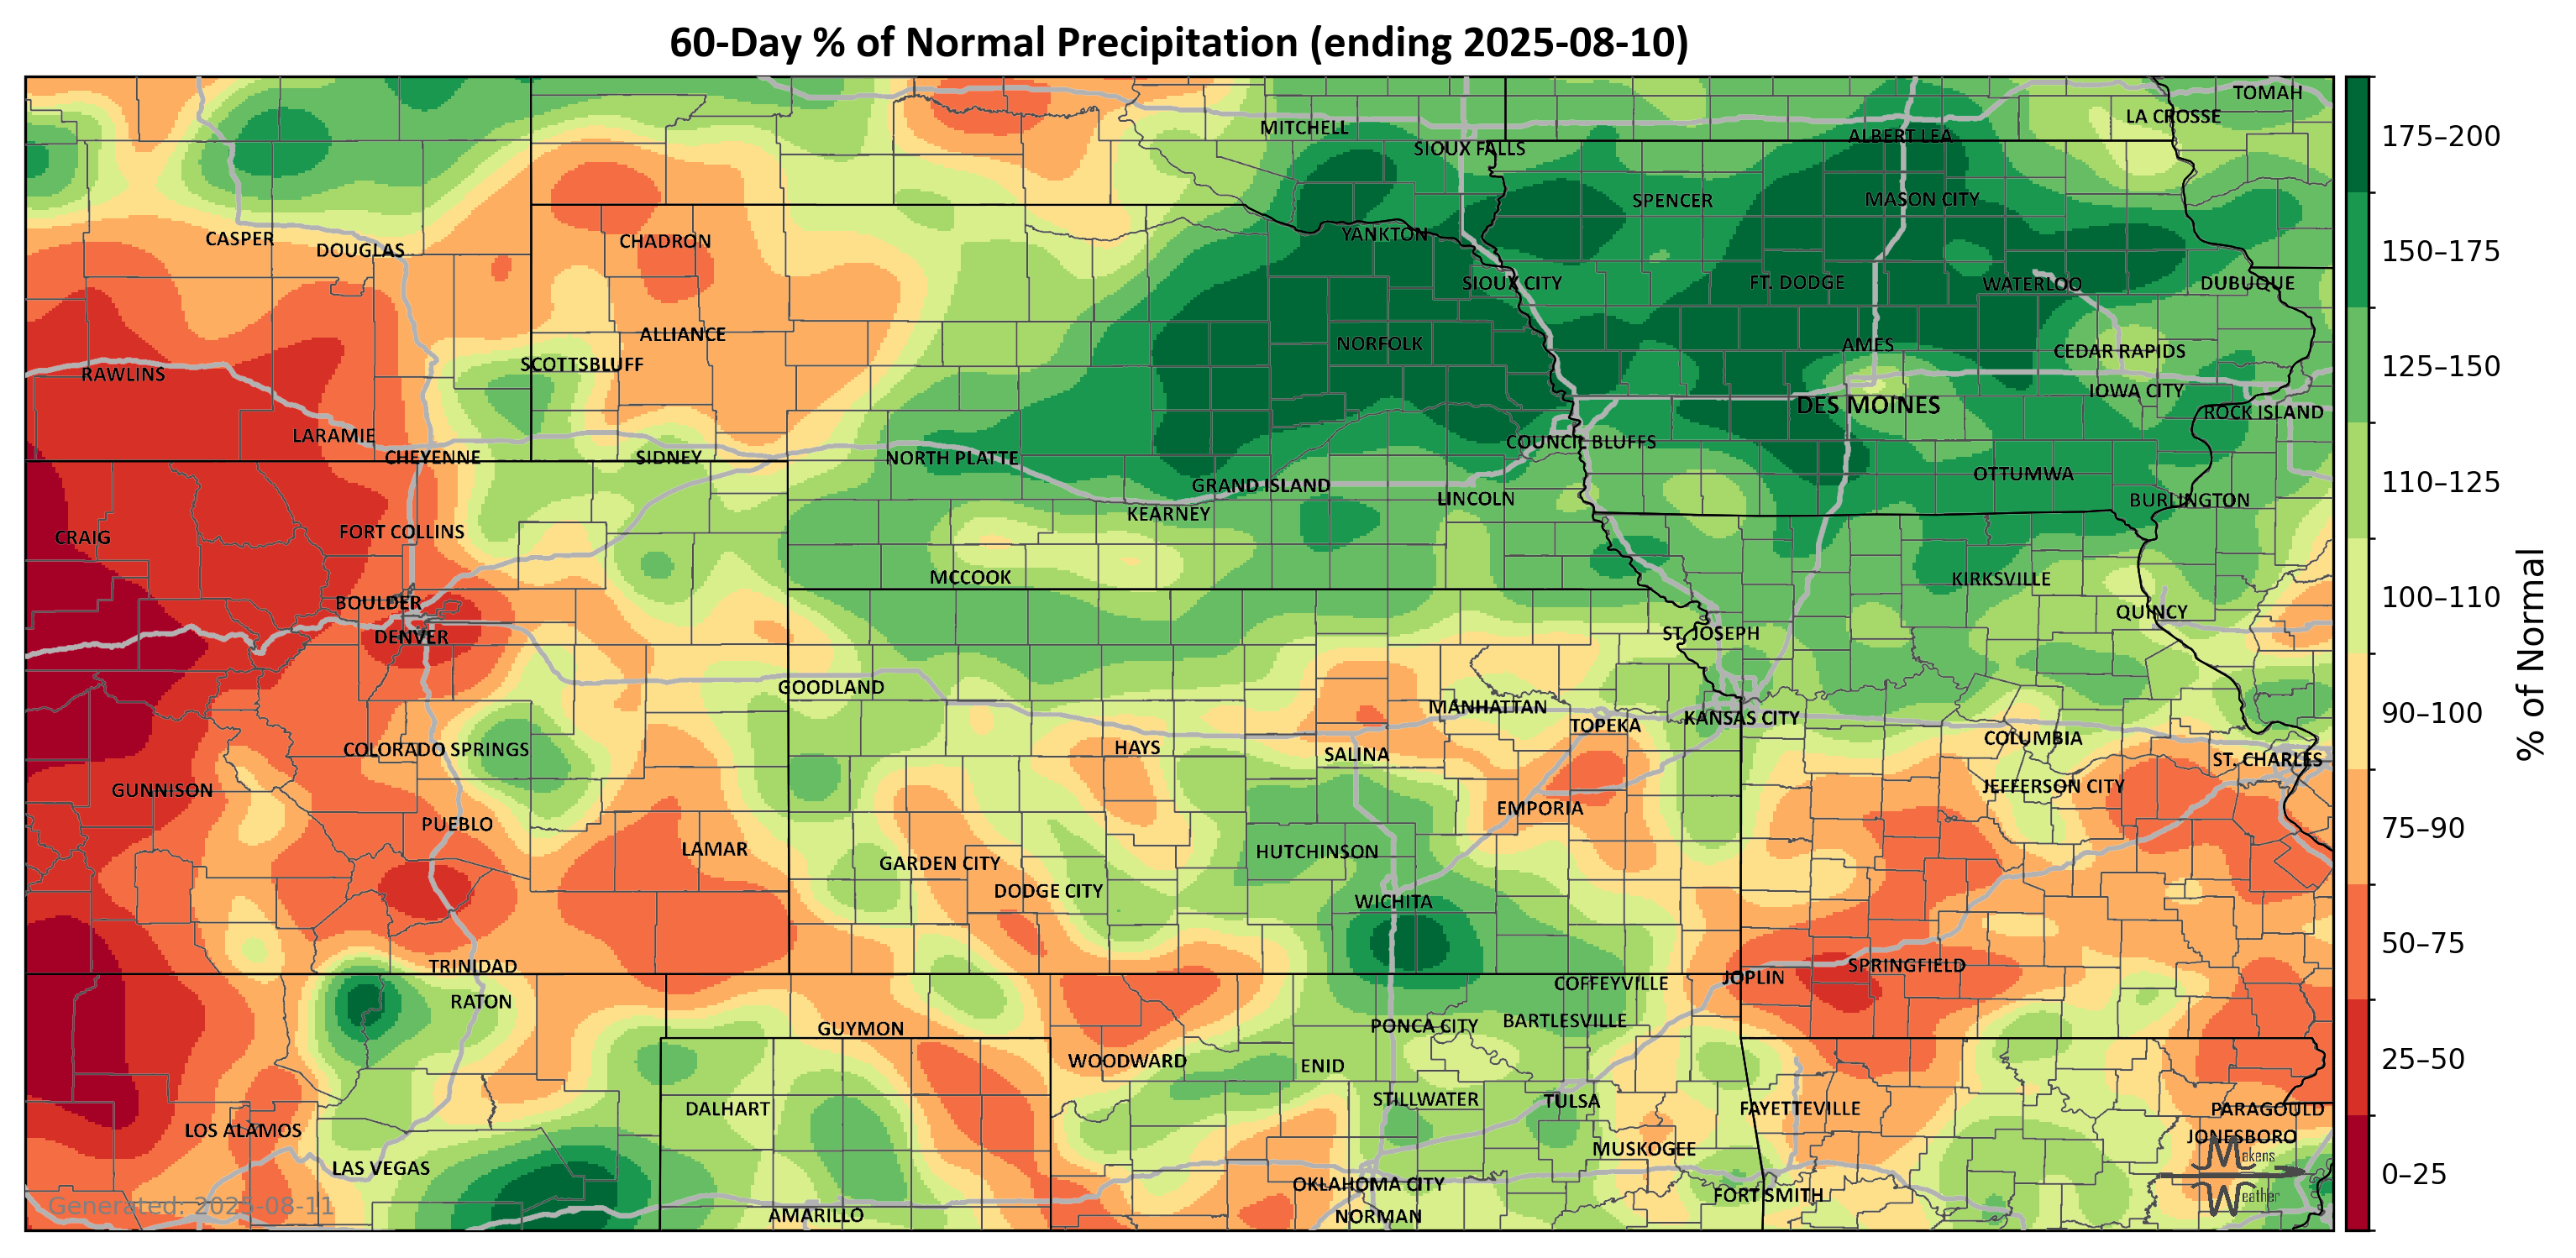 60-Day % of Normal Precipitation (ending 2025-08-10)
TOMAH
LA CROSSE
MITCHELL
ALBERT LEA
SIOUX FALLS
SPENCER
MASON CITY
YANKTON
CASPER
CHADRON
DOUGLAS
SIOUX CITY
FT. DODGE
WATERLOO
DUBUQUE
ALLIANCE
NORFOLK
AMES
CEDAR RAPIDS
SCOTTSBLUFF
RAWLINS
IOWA CITY
DES MOINES
ROCK ISLAND
LARAMIE
COUNCIL BLUFFS
CHEYENNE
SIDNEY
NORTH PLATTE
OTTUMWA
GRAND ISLAND
LINCOLN
BURLINGTON
KEARNEY
FORT COLLINS
CRAIG
MCCOOK
KIRKSVILLE
BOULDER
QUINCY
DENVER
ST. JOSEPH
GOODLAND
MANHATTAN
KANSAS CITY
TOPEKA
COLUMBIA
COLORADO SPRINGS
HAYS
SALINA
ST. CHARLES
GUNNISON
JEFFERSON CITY
EMPORIA
PUEBLO
LAMAR
HUTCHINSON
GARDEN CITY
DODGE CITY
WICHITA
TRINIDAD
SPRINGFIELD
JOPLIN
COFFEYVILLE
RATON
BARTLESVILLE
GUYMON
PONCA CITY
WOODWARD
ENID
STILLWATER
TULSA
DALHART
FAYETTEVILLE
PARAGOULD
LOS ALAMOS
JONESBORO
MUSKOGEE
LAS VEGAS
OKLAHOMA CITY
FORT SMITH
AMARILLO
NORMAN
Generated: 2025-08-11
Makens
Weather
175–200
150–175
125–150
110–125
100–110
90–100
75–90
50–75
25–50
0–25
% of Normal